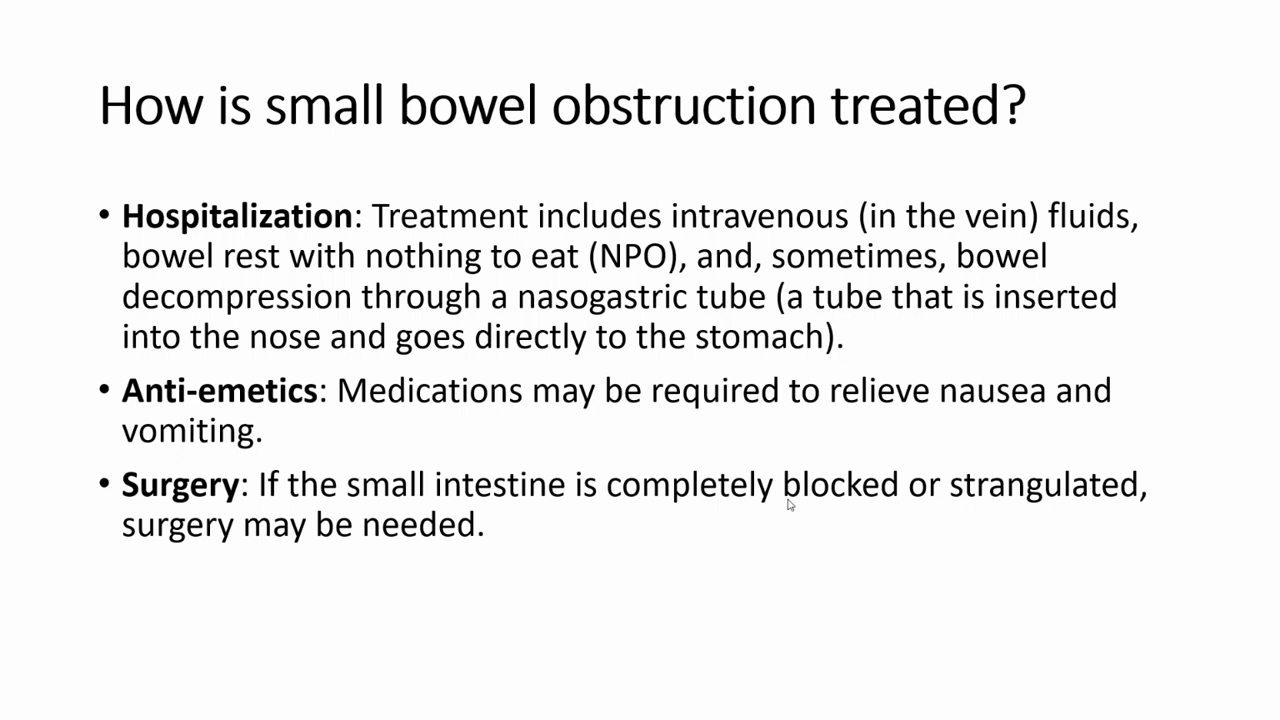 How is small bowel obstruction treated?
• Hospitalization: Treatment includes intravenous (in the vein) fluids,
bowel rest with nothing to eat (NPO), and, sometimes, bowel
decompression through a nasogastric tube (a tube that is inserted
into the nose and goes directly to the stomach).
• Anti-emetics: Medications may be required to relieve nausea and
vomiting.
• Surgery: If the small intestine is completely blocked or strangulated,
surgery may be needed.